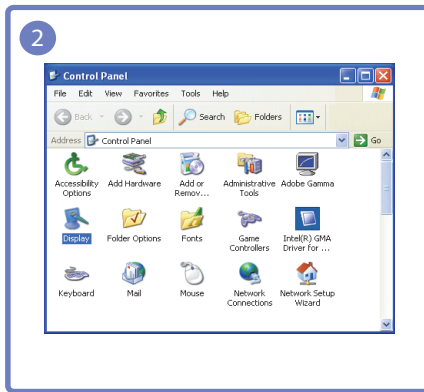 2
Control Panel
File Edit View Favorites Tools Help
Back Search Folders
Address Control Panel Go
Accessibility Options Add Hardware Add or Remov... Administrative Tools Adobe Gamma
Display Folder Options Fonts Game Controllers Intel(R) GMA Driver for ...
Keyboard Mail Mouse Network Connections Network Setup Wizard